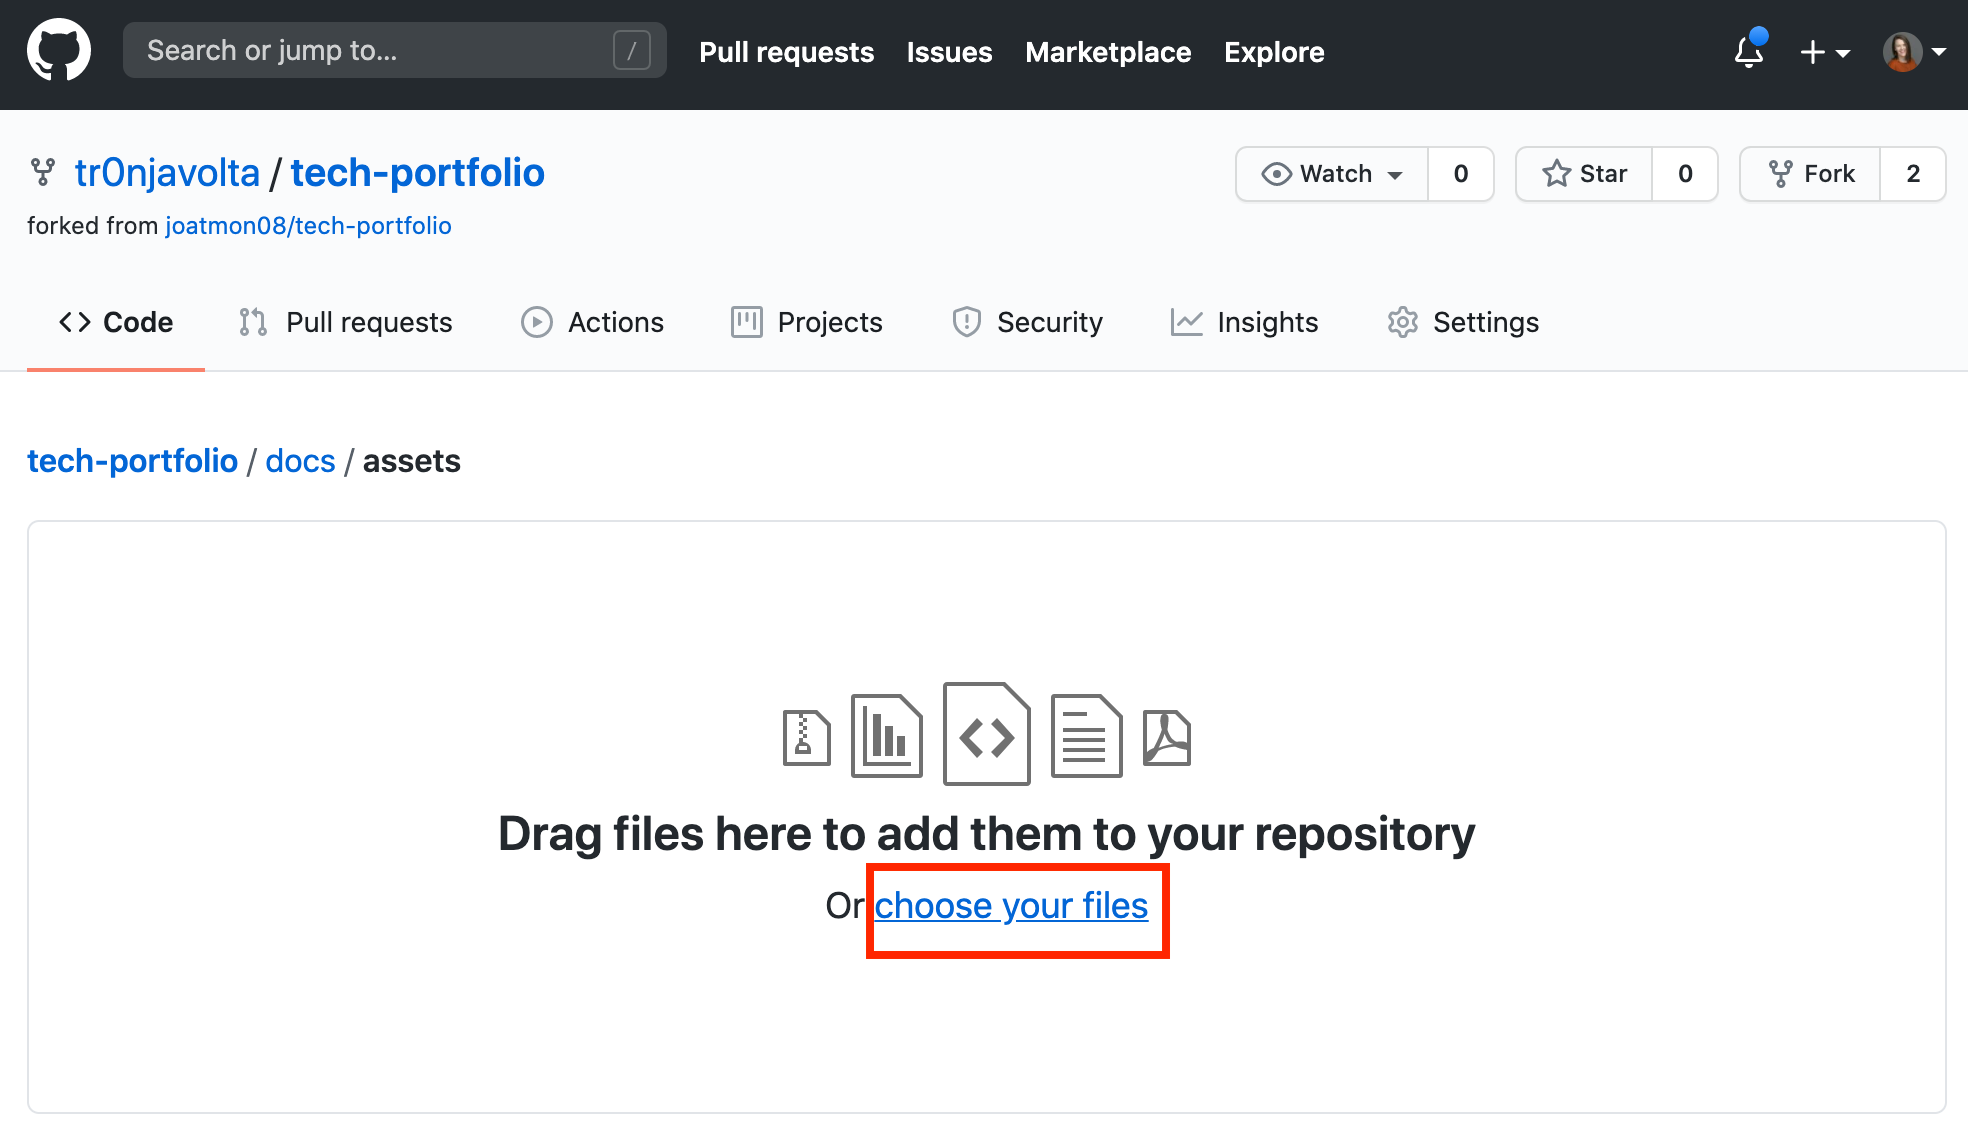 Search or jump to... / Pull requests Issues Marketplace Explore
tr0njavolta / tech-portfolio Watch 0 Star 0 Fork 2
forked from joatmon08/tech-portfolio
Code Pull requests Actions Projects Security Insights Settings
tech-portfolio / docs / assets
Drag files here to add them to your repository
Or choose your files